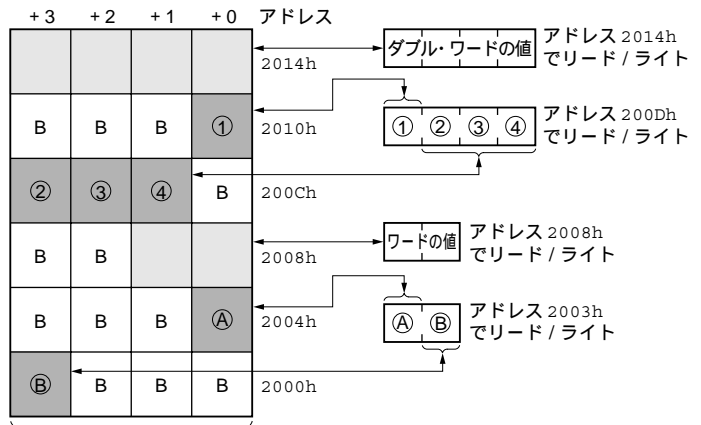 +3 +2 +1 +0 アドレス
2014h ダブル・ワードの値 アドレス2014h
でリード/ライト
B B B ① 2010h ① ② ③ ④ アドレス200Dh
でリード/ライト
② ③ ④ B 200Ch
B B 2008h ワードの値 アドレス2008h
でリード/ライト
B B B Ⓐ 2004h Ⓐ Ⓑ アドレス2003h
でリード/ライト
Ⓑ B B B 2000h